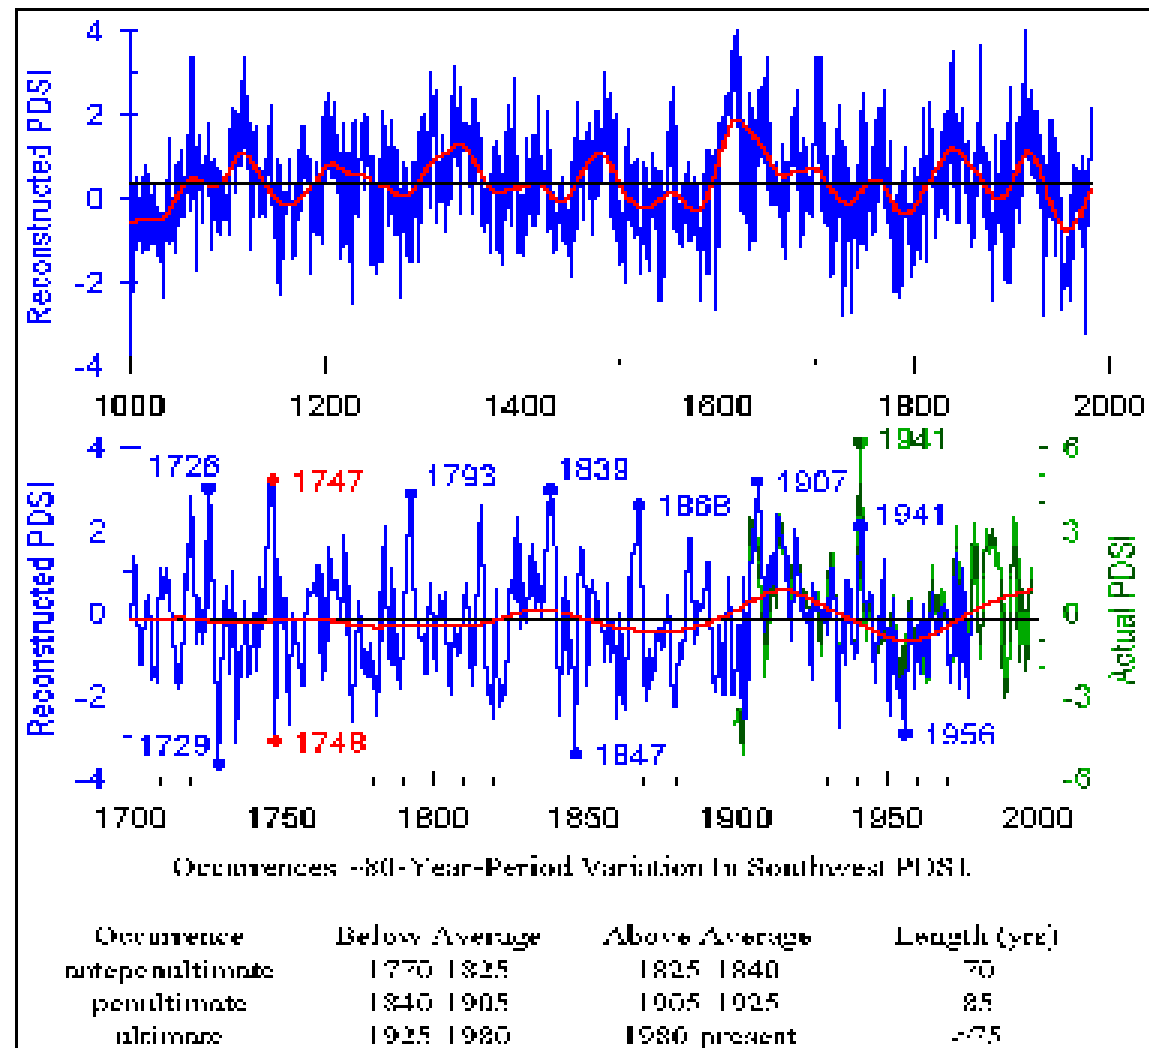 Reconstructed PDSI
4
2
0
-2
-4
1000 1200 1400 1600 1800 2000
Reconstructed PDSI
4
2
0
-2
-4
1726
1747
1793
1839
1868
1907
1941
1941
1729
1748
1847
1956
6
3
0
-3
-6
Actual PDSI
1700 1750 1800 1850 1900 1950 2000
Occurrences ~80-Year-Period Variation In Southwest PDSI.
Occurrence Below Average Above Average Length (yrs)
antepenultimate 1770-1825 1825-1840 70
penultimate 1840-1905 1905-1925 85
ultimate 1925-1980 1980-present ~75